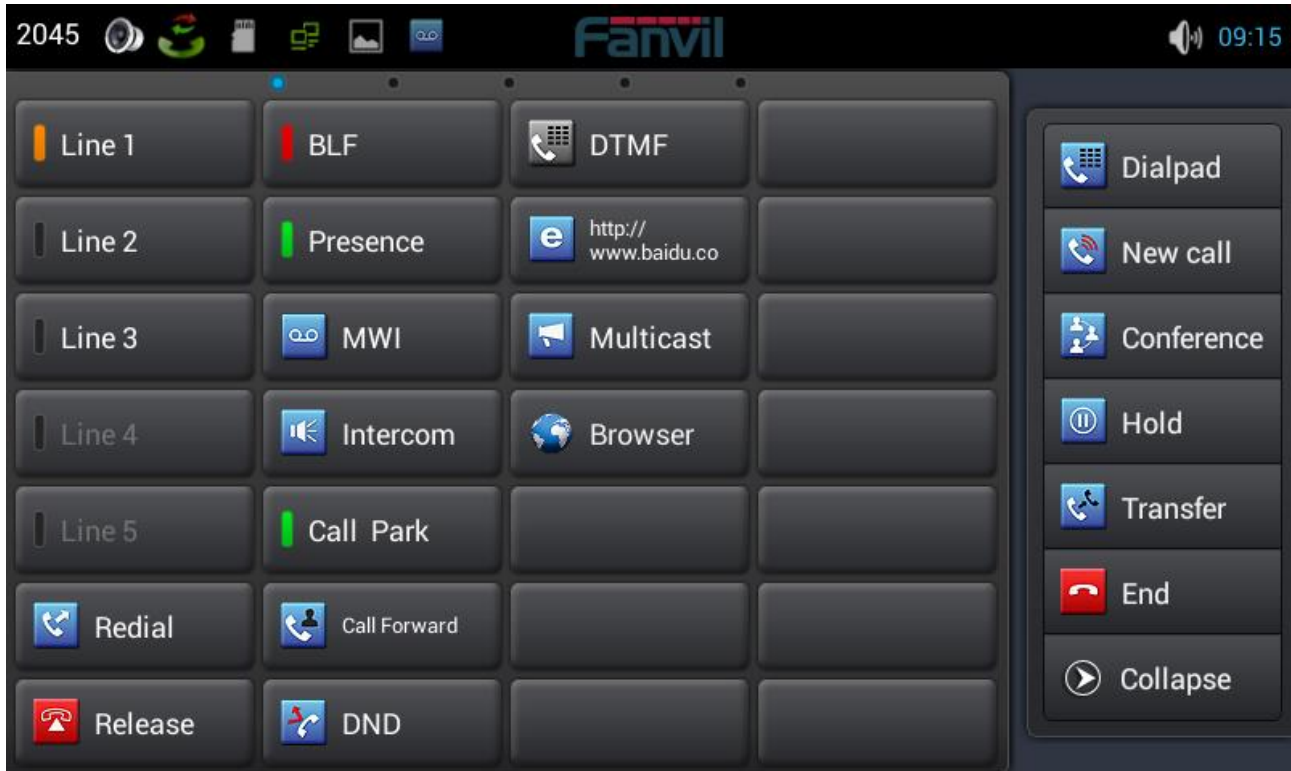 2045
Fanvil
09:15
Line 1
BLF
DTMF
Line 2
Presence
http://
www.baidu.co
Line 3
MWI
Multicast
Line 4
Intercom
Browser
Line 5
Call Park
Redial
Call Forward
Release
DND
Dialpad
New call
Conference
Hold
Transfer
End
Collapse